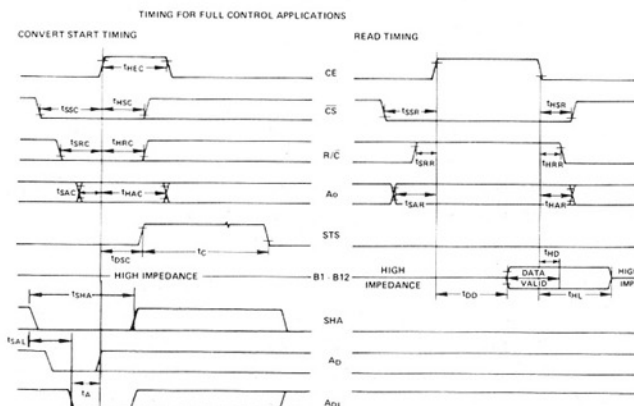 TIMING FOR FULL CONTROL APPLICATIONS
CONVERT START TIMING
READ TIMING
tHEC
CE
tSSC
tHSC
CS
tSSR
tHSR
tSRC
tHRC
R/C
tSRR
tHRR
tSAC
tHAC
Ao
tSAR
tHAR
STS
tDSC
tC
HIGH IMPEDANCE
B1 - B12
HIGH
IMPEDANCE
DATA
VALID
tHD
HIGH
tDD
tHL
tSHA
SHA
tSAL
AD
tA